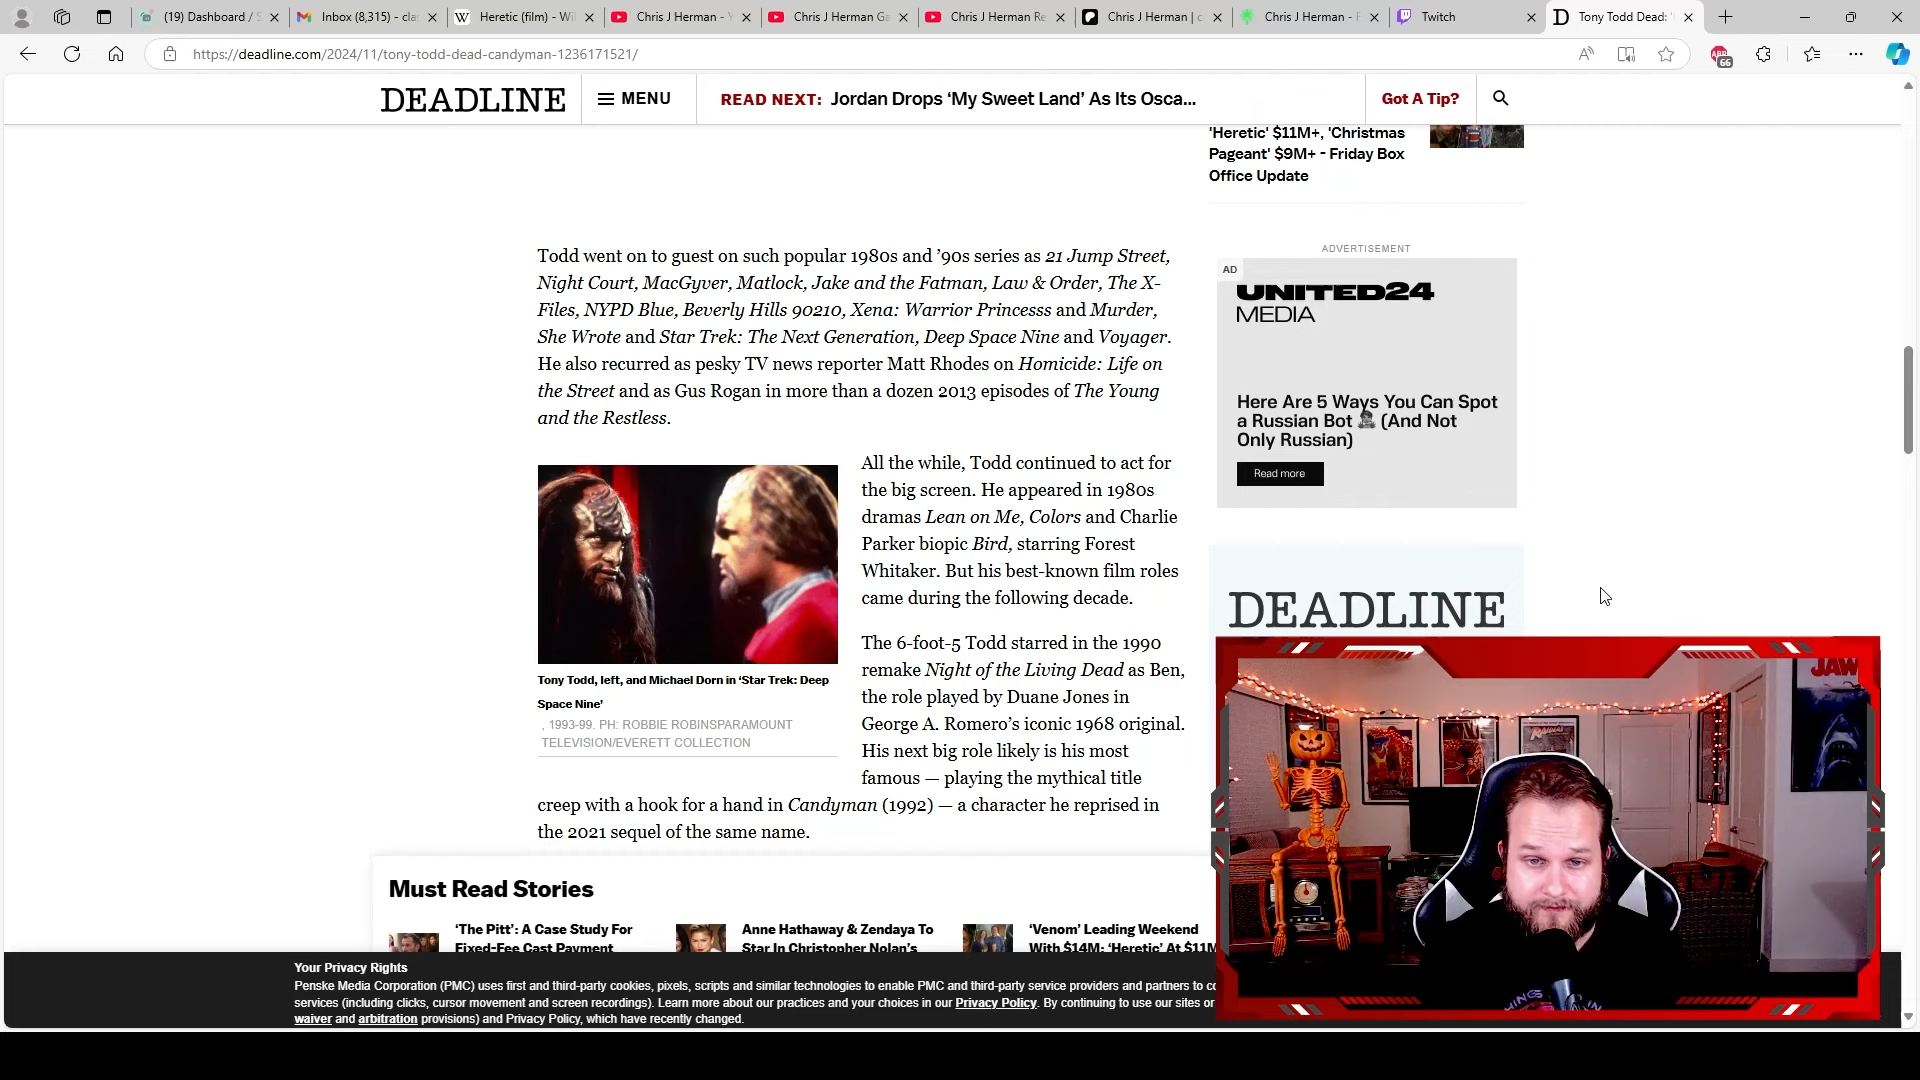 (19) Dashboard / S
Inbox (8,315) - cla
Heretic (film) - Wi
Chris J Herman - Y
Chris J Herman Ga
Chris J Herman Re
Chris J Herman | c
Chris J Herman - F
Twitch
Tony Todd Dead: '
https://deadline.com/2024/11/tony-todd-dead-candyman-1236171521/
66
DEADLINE
MENU
READ NEXT: Jordan Drops ‘My Sweet Land’ As Its Osca...
Got A Tip?
'Heretic' $11M+, 'Christmas
Pageant' $9M+ - Friday Box
Office Update
Todd went on to guest on such popular 1980s and ’90s series as 21 Jump Street,
Night Court, MacGyver, Matlock, Jake and the Fatman, Law & Order, The X-
Files, NYPD Blue, Beverly Hills 90210, Xena: Warrior Princesss and Murder,
She Wrote and Star Trek: The Next Generation, Deep Space Nine and Voyager.
He also recurred as pesky TV news reporter Matt Rhodes on Homicide: Life on
the Street and as Gus Rogan in more than a dozen 2013 episodes of The Young
and the Restless.
ADVERTISEMENT
AD
UNITED24
MEDIA
Here Are 5 Ways You Can Spot
a Russian Bot (And Not
Only Russian)
Read more
DEADLINE
All the while, Todd continued to act for
the big screen. He appeared in 1980s
dramas Lean on Me, Colors and Charlie
Parker biopic Bird, starring Forest
Whitaker. But his best-known film roles
came during the following decade.
Tony Todd, left, and Michael Dorn in ‘Star Trek: Deep
Space Nine’
, 1993-99. PH: ROBBIE ROBINSPARAMOUNT
TELEVISION/EVERETT COLLECTION
The 6-foot-5 Todd starred in the 1990
remake Night of the Living Dead as Ben,
the role played by Duane Jones in
George A. Romero’s iconic 1968 original.
His next big role likely is his most
famous — playing the mythical title
creep with a hook for a hand in Candyman (1992) — a character he reprised in
the 2021 sequel of the same name.
Must Read Stories
‘The Pitt’: A Case Study For
Fixed-Fee Cast Payment
Anne Hathaway & Zendaya To
Star In Christopher Nolan’s
‘Venom’ Leading Weekend
With $14M; ‘Heretic’ At $11M
Your Privacy Rights
Penske Media Corporation (PMC) uses first and third-party cookies, pixels, scripts and similar technologies to enable PMC and third-party service providers and partners to co
services (including clicks, cursor movement and screen recordings). Learn more about our practices and your choices in our Privacy Policy. By continuing to use our sites or
waiver and arbitration provisions) and Privacy Policy, which have recently changed.
JAW